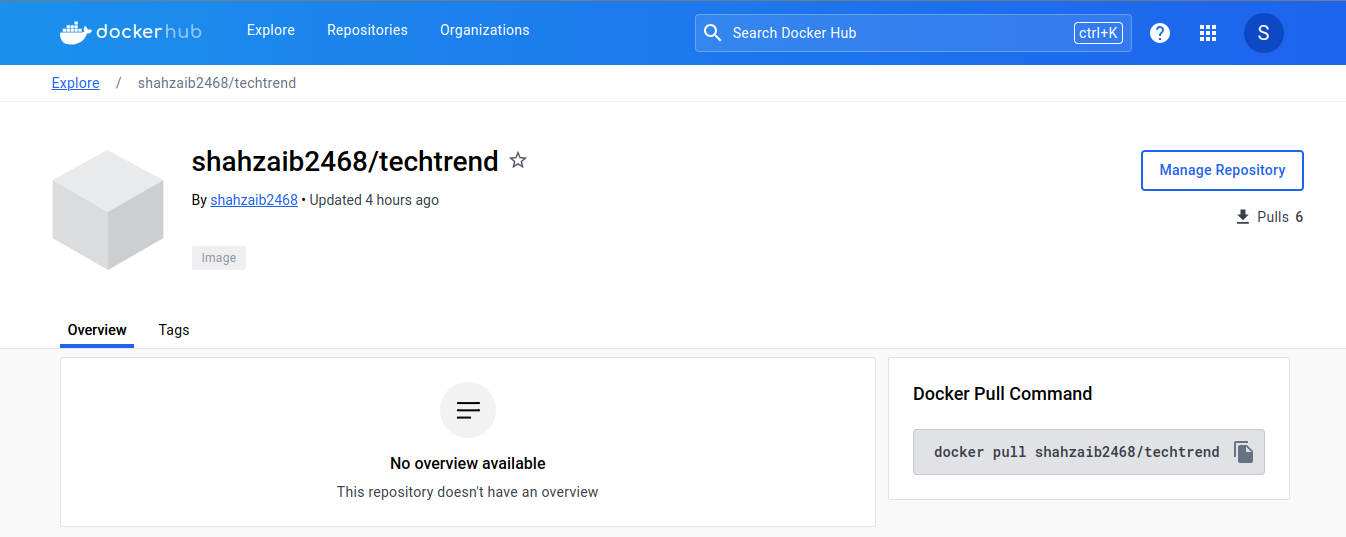 dockerhub Explore Repositories Organizations Search Docker Hub ctrl+K ? S
Explore / shahzaib2468/techtrend
shahzaib2468/techtrend
Manage Repository
By shahzaib2468 • Updated 4 hours ago
Pulls 6
Image
Overview Tags
Docker Pull Command
docker pull shahzaib2468/techtrend
No overview available
This repository doesn't have an overview